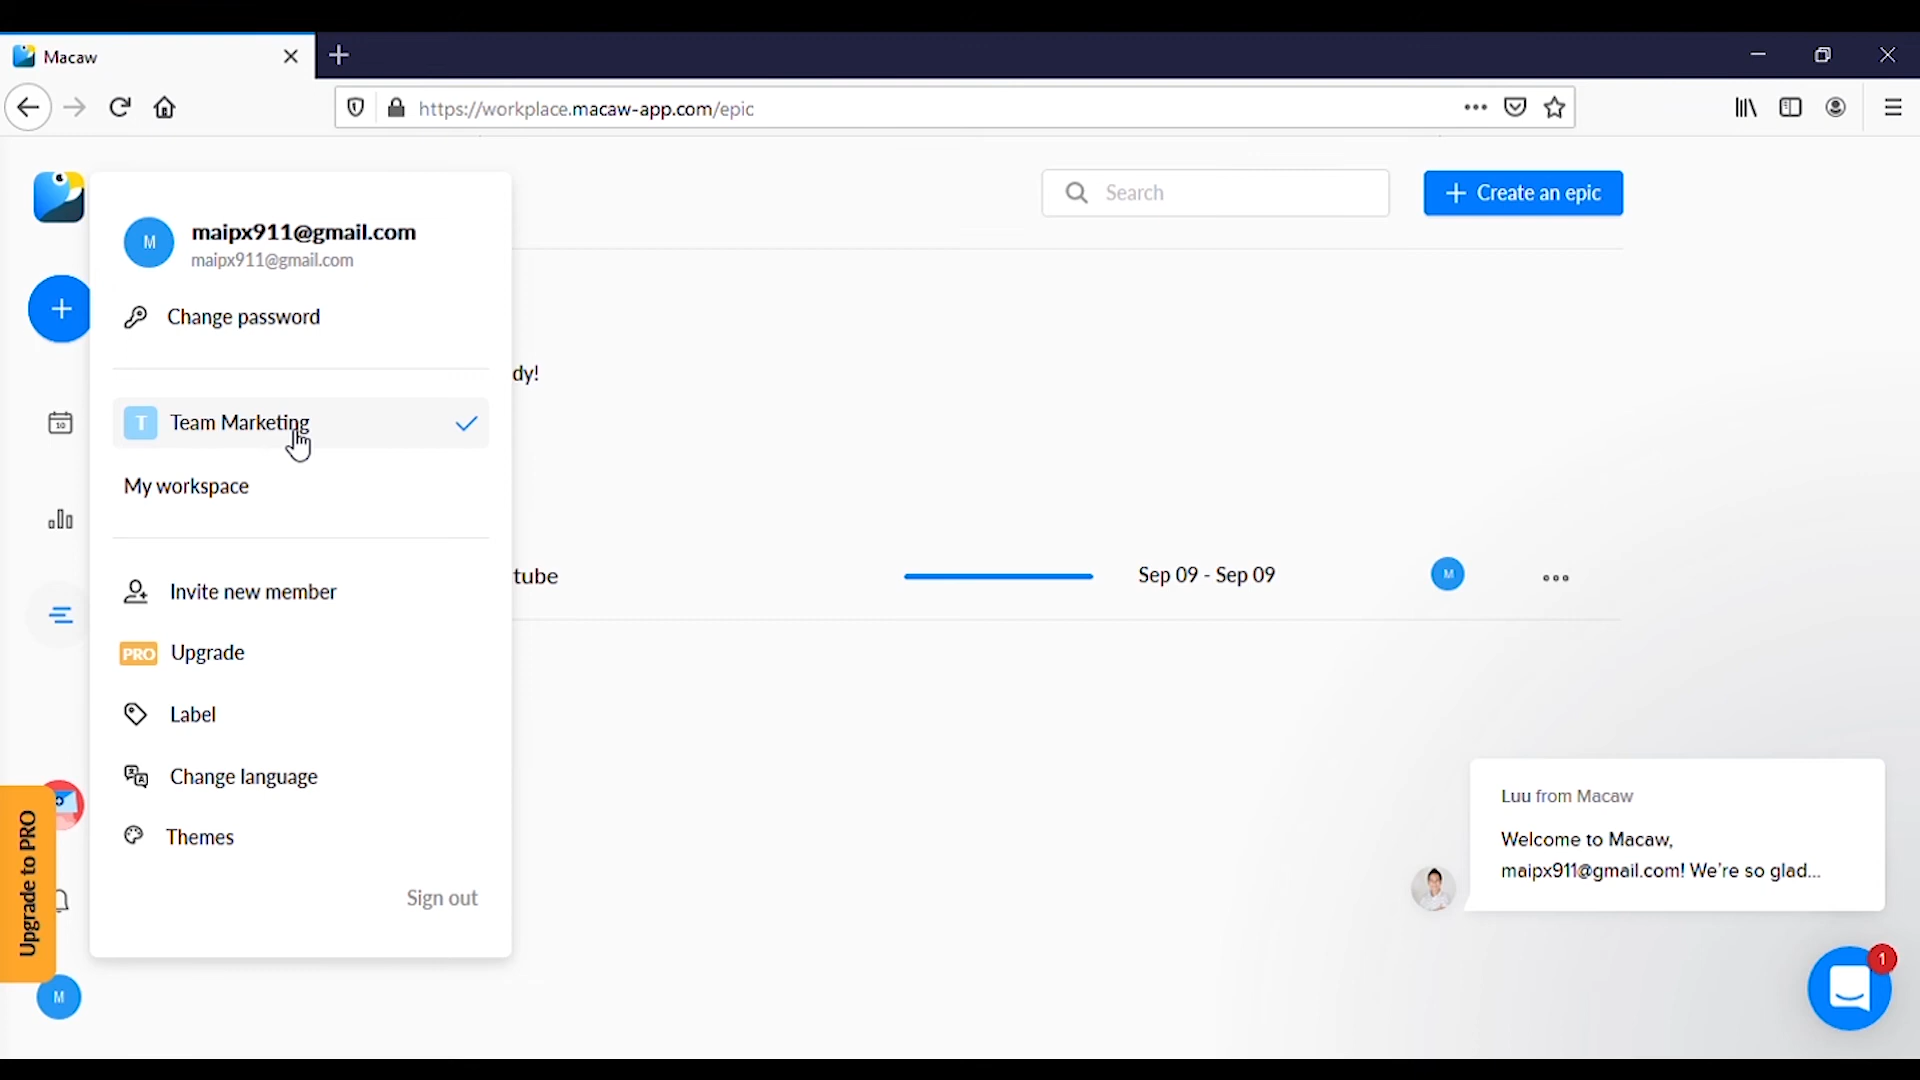 Macaw
https://workplace.macaw-app.com/epic
Search
Create an epic
M
maipx911@gmail.com
maipx911@gmail.com
Change password
dy!
T
Team Marketing
10
My workspace
tube
Sep 09 - Sep 09
M
Invite new member
PRO
Upgrade
Label
Change language
Themes
Sign out
Upgrade to PRO
M
Luu from Macaw
Welcome to Macaw,
maipx911@gmail.com! We're so glad...
1